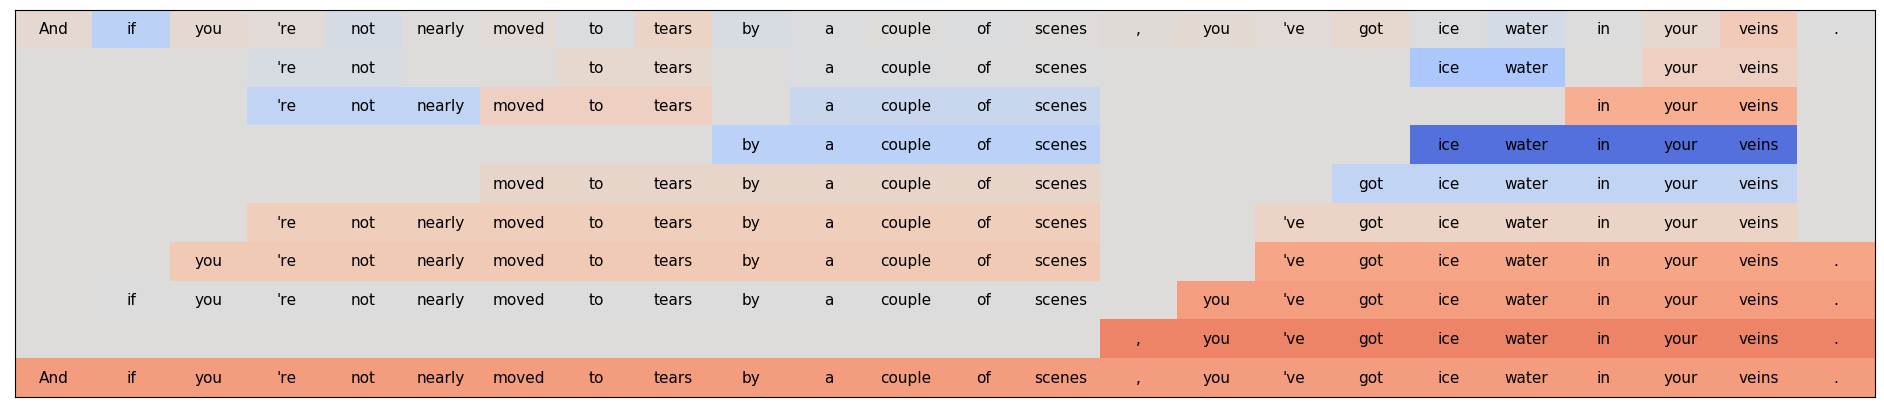 And if you 're not nearly moved to tears by a couple of scenes , you 've got ice water in your veins .
're not to tears a couple of scenes ice water your veins
're not nearly moved to tears a couple of scenes in your veins
by a couple of scenes ice water in your veins
moved to tears by a couple of scenes got ice water in your veins
're not nearly moved to tears by a couple of scenes 've got ice water in your veins
you 're not nearly moved to tears by a couple of scenes 've got ice water in your veins .
if you 're not nearly moved to tears by a couple of scenes you 've got ice water in your veins .
, you 've got ice water in your veins .
And if you 're not nearly moved to tears by a couple of scenes , you 've got ice water in your veins .